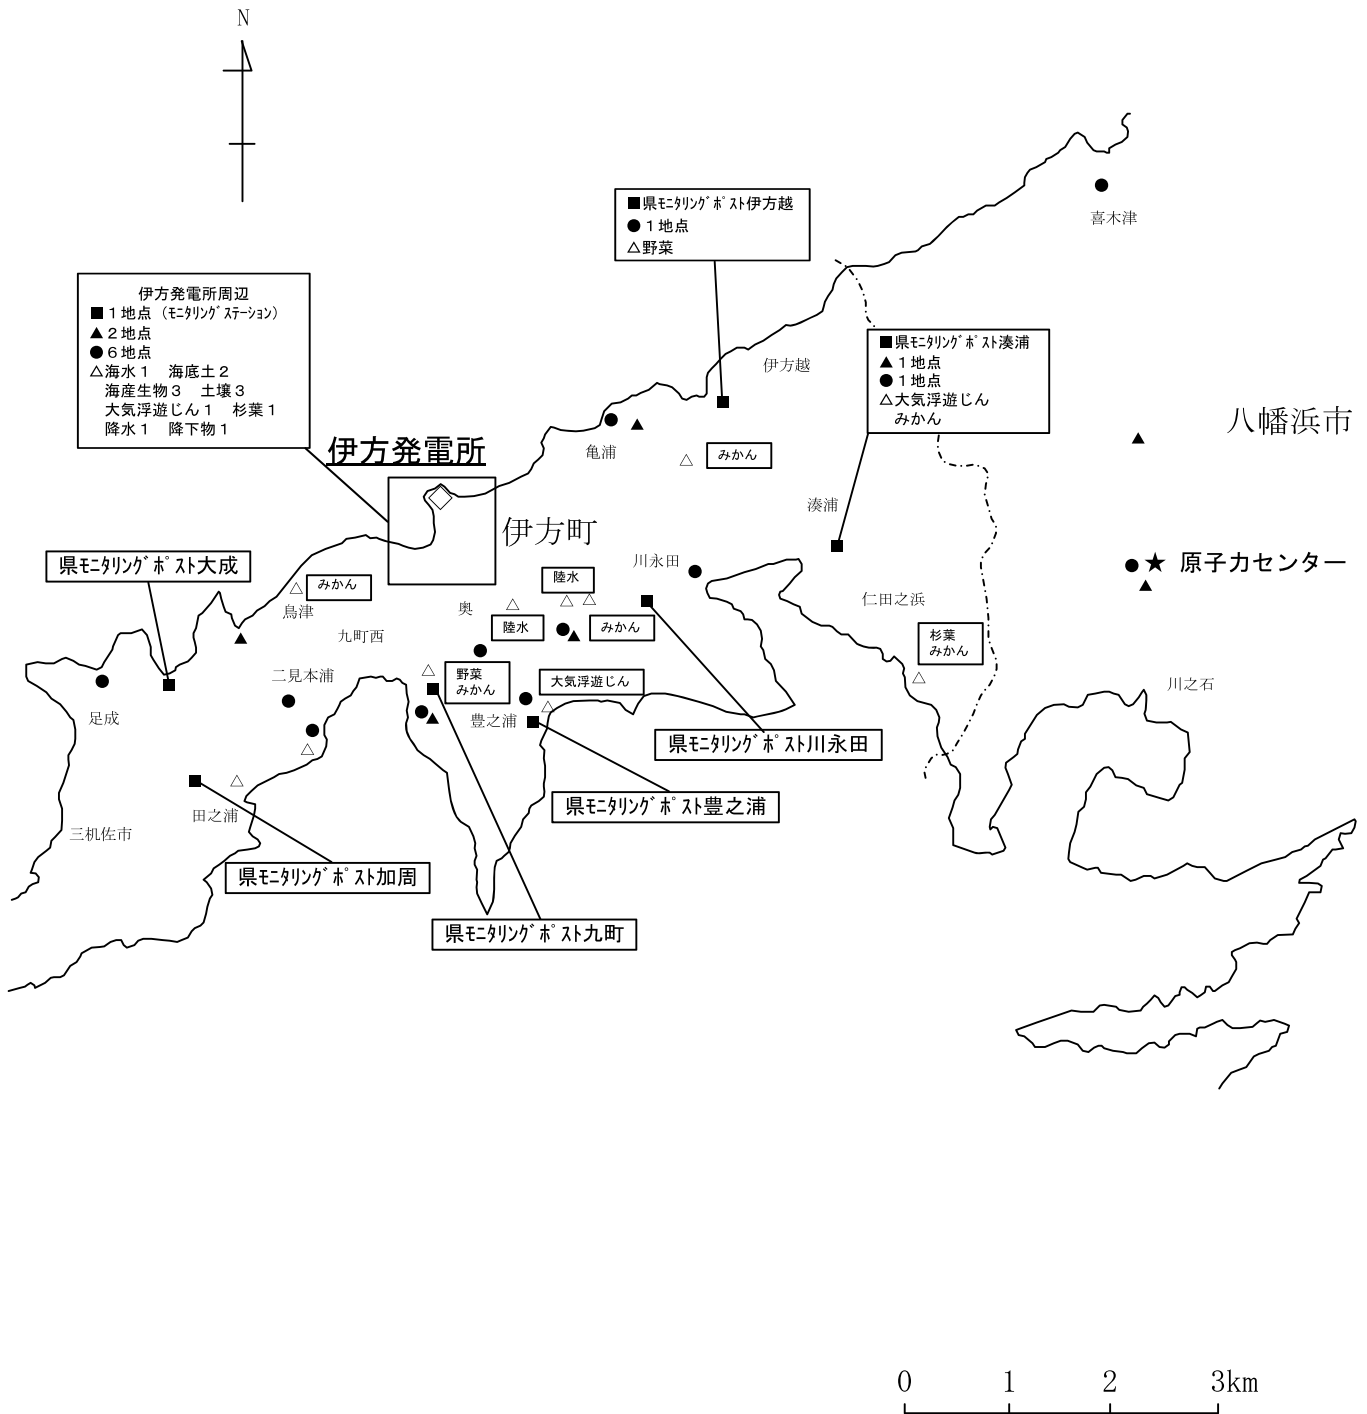 N
喜木津
■県ﾓﾆﾀﾘﾝｸﾞﾎﾟｽﾄ伊方越
●１地点
△野菜
伊方発電所周辺
■１地点（ﾓﾆﾀﾘﾝｸﾞｽﾃｰｼｮﾝ）
▲２地点
●６地点
△海水１　海底土２
海産生物３　土壌３
大気浮遊じん１　杉葉１
降水１　降下物１
伊方越
■県ﾓﾆﾀﾘﾝｸﾞﾎﾟｽﾄ湊浦
▲１地点
●１地点
△大気浮遊じん
みかん
八幡浜市
伊方発電所
亀浦
みかん
湊浦
伊方町
県ﾓﾆﾀﾘﾝｸﾞﾎﾟｽﾄ大成
川永田
★ 原子力センター
みかん
鳥津
陸水
奥
仁田之浜
九町西
陸水
みかん
杉葉
みかん
二見本浦
野菜
みかん
大気浮遊じん
川之石
足成
豊之浦
県ﾓﾆﾀﾘﾝｸﾞﾎﾟｽﾄ川永田
県ﾓﾆﾀﾘﾝｸﾞﾎﾟｽﾄ豊之浦
田之浦
三机佐市
県ﾓﾆﾀﾘﾝｸﾞﾎﾟｽﾄ加周
県ﾓﾆﾀﾘﾝｸﾞﾎﾟｽﾄ九町
0 1 2 3km